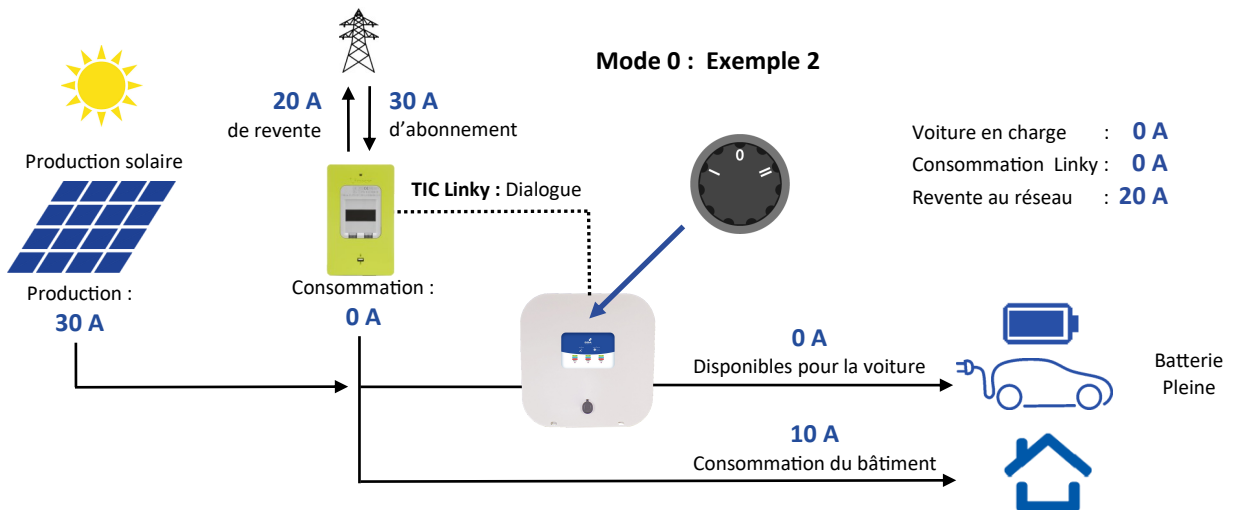 Mode 0 : Exemple 2
20 A
de revente
30 A
d’abonnement
Production solaire
TIC Linky : Dialogue
0
Voiture en charge : 0 A
Consommation Linky : 0 A
Revente au réseau : 20 A
Production :
30 A
Consommation :
0 A
0 A
Disponibles pour la voiture
Batterie
Pleine
10 A
Consommation du bâtiment